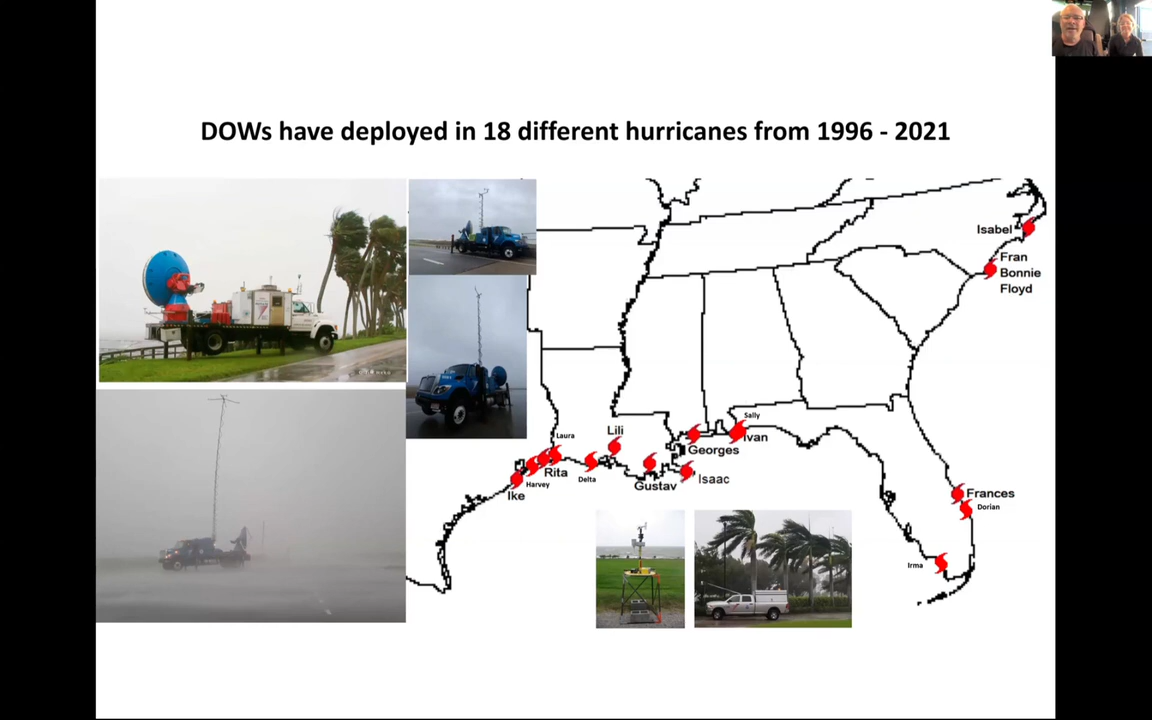 DOWs have deployed in 18 different hurricanes from 1996 - 2021
Isabel
Fran
Bonnie
Floyd
Sally
Ivan
Lili
Georges
Laura
Rita
Harvey
Ike
Delta
Gustav
Isaac
Frances
Dorian
Irma